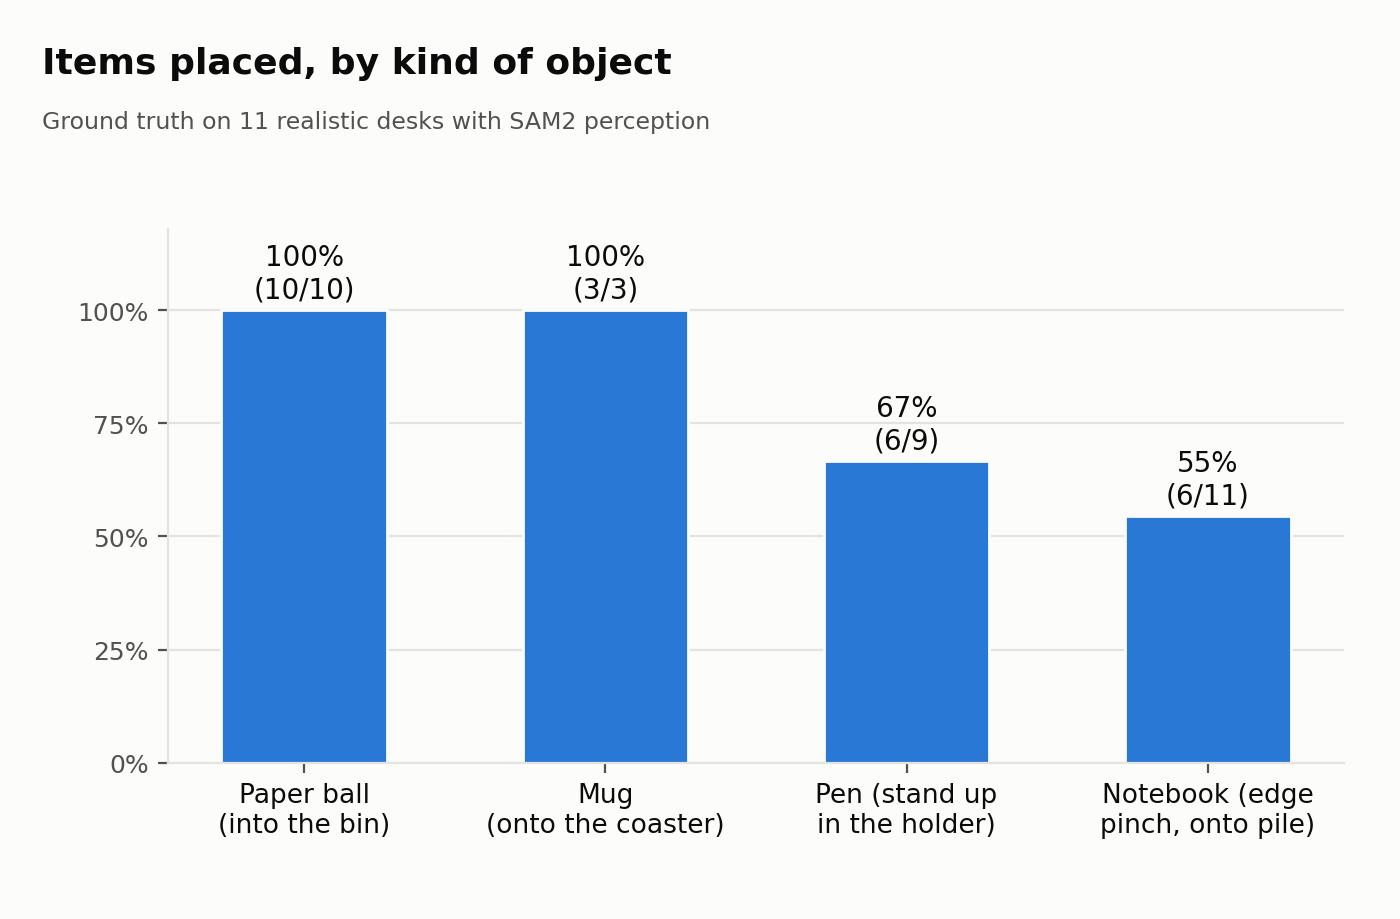 Items placed, by kind of object
Ground truth on 11 realistic desks with SAM2 perception
100%
(10/10)
100%
(3/3)
67%
(6/9)
55%
(6/11)
100%
75%
50%
25%
0%
Paper ball
(into the bin)
Mug
(onto the coaster)
Pen (stand up
in the holder)
Notebook (edge
pinch, onto pile)